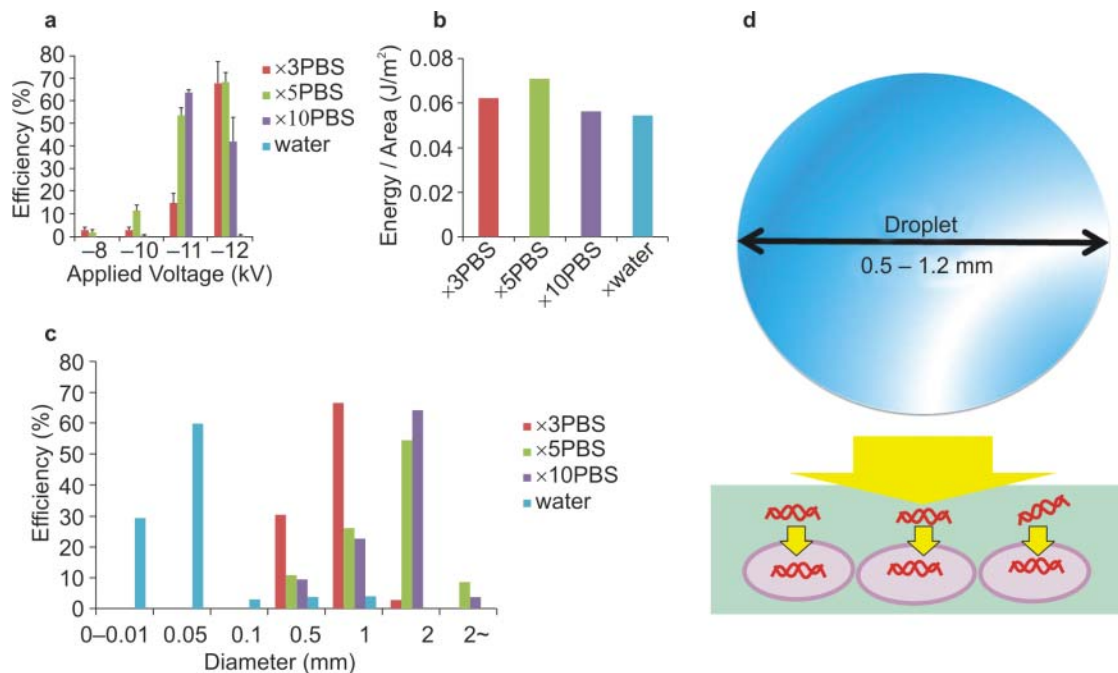 a
Efficiency (%)
80
70
60
50
40
30
20
10
0
−8 −10 −11 −12
Applied Voltage (kV)
×3PBS
×5PBS
×10PBS
water
b
Energy / Area (J/m²)
0.08
0.06
0.04
0.02
0
×3PBS
×5PBS
×10PBS
×water
c
Efficiency (%)
80
70
60
50
40
30
20
10
0
0–0.01 0.05 0.1 0.5 1 2 2~
Diameter (mm)
×3PBS
×5PBS
×10PBS
water
d
Droplet
0.5 – 1.2 mm